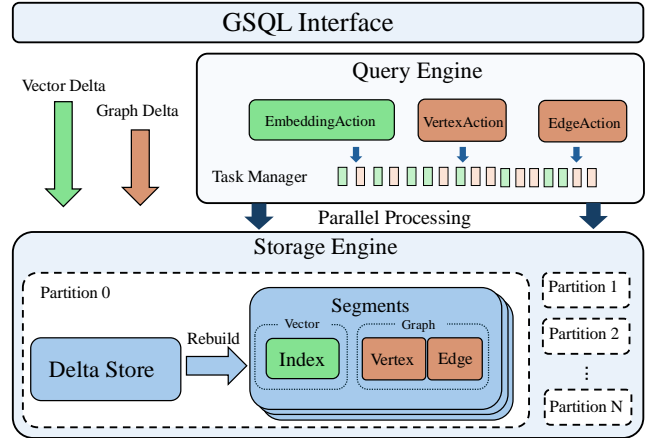 GSQL Interface
Vector Delta
Graph Delta
Query Engine
EmbeddingAction
VertexAction
EdgeAction
Task Manager
Parallel Processing
Storage Engine
Partition 0
Delta Store
Rebuild
Segments
Vector
Index
Graph
Vertex
Edge
Partition 1
Partition 2
⋮
Partition N